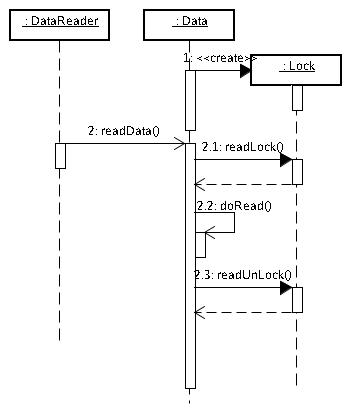 : DataReader
: Data
1: <<create>>
: Lock
2: readData()
2.1: readLock()
2.2: doRead()
2.3: readUnLock()